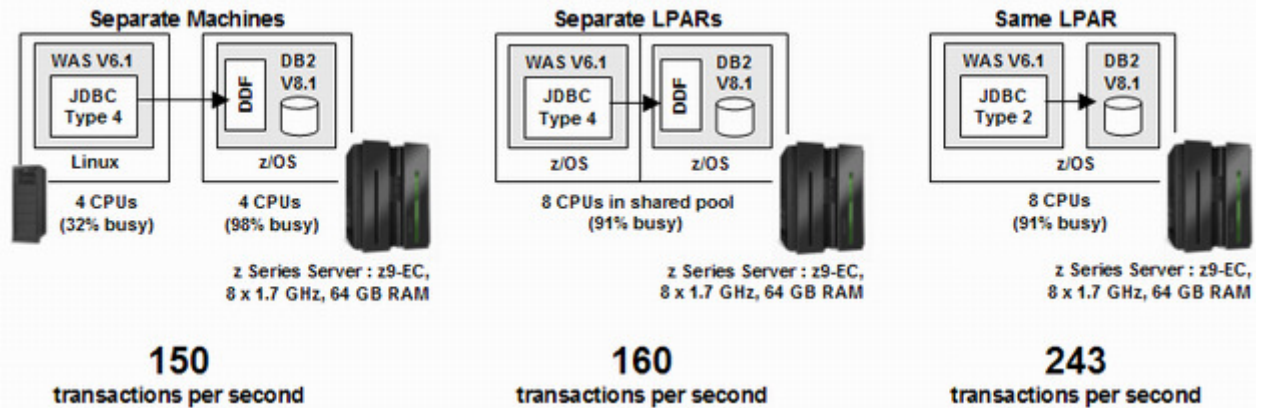 Separate Machines
WAS V6.1
JDBC
Type 4
Linux
4 CPUs
(32% busy)
DDF
DB2
V8.1
z/OS
4 CPUs
(98% busy)
z Series Server : z9-EC,
8 x 1.7 GHz, 64 GB RAM
150
transactions per second
Separate LPARs
WAS V6.1
JDBC
Type 4
z/OS
DDF
DB2
V8.1
z/OS
8 CPUs in shared pool
(91% busy)
z Series Server : z9-EC,
8 x 1.7 GHz, 64 GB RAM
160
transactions per second
Same LPAR
WAS V6.1
JDBC
Type 2
DB2
V8.1
z/OS
8 CPUs
(91% busy)
z Series Server : z9-EC,
8 x 1.7 GHz, 64 GB RAM
243
transactions per second